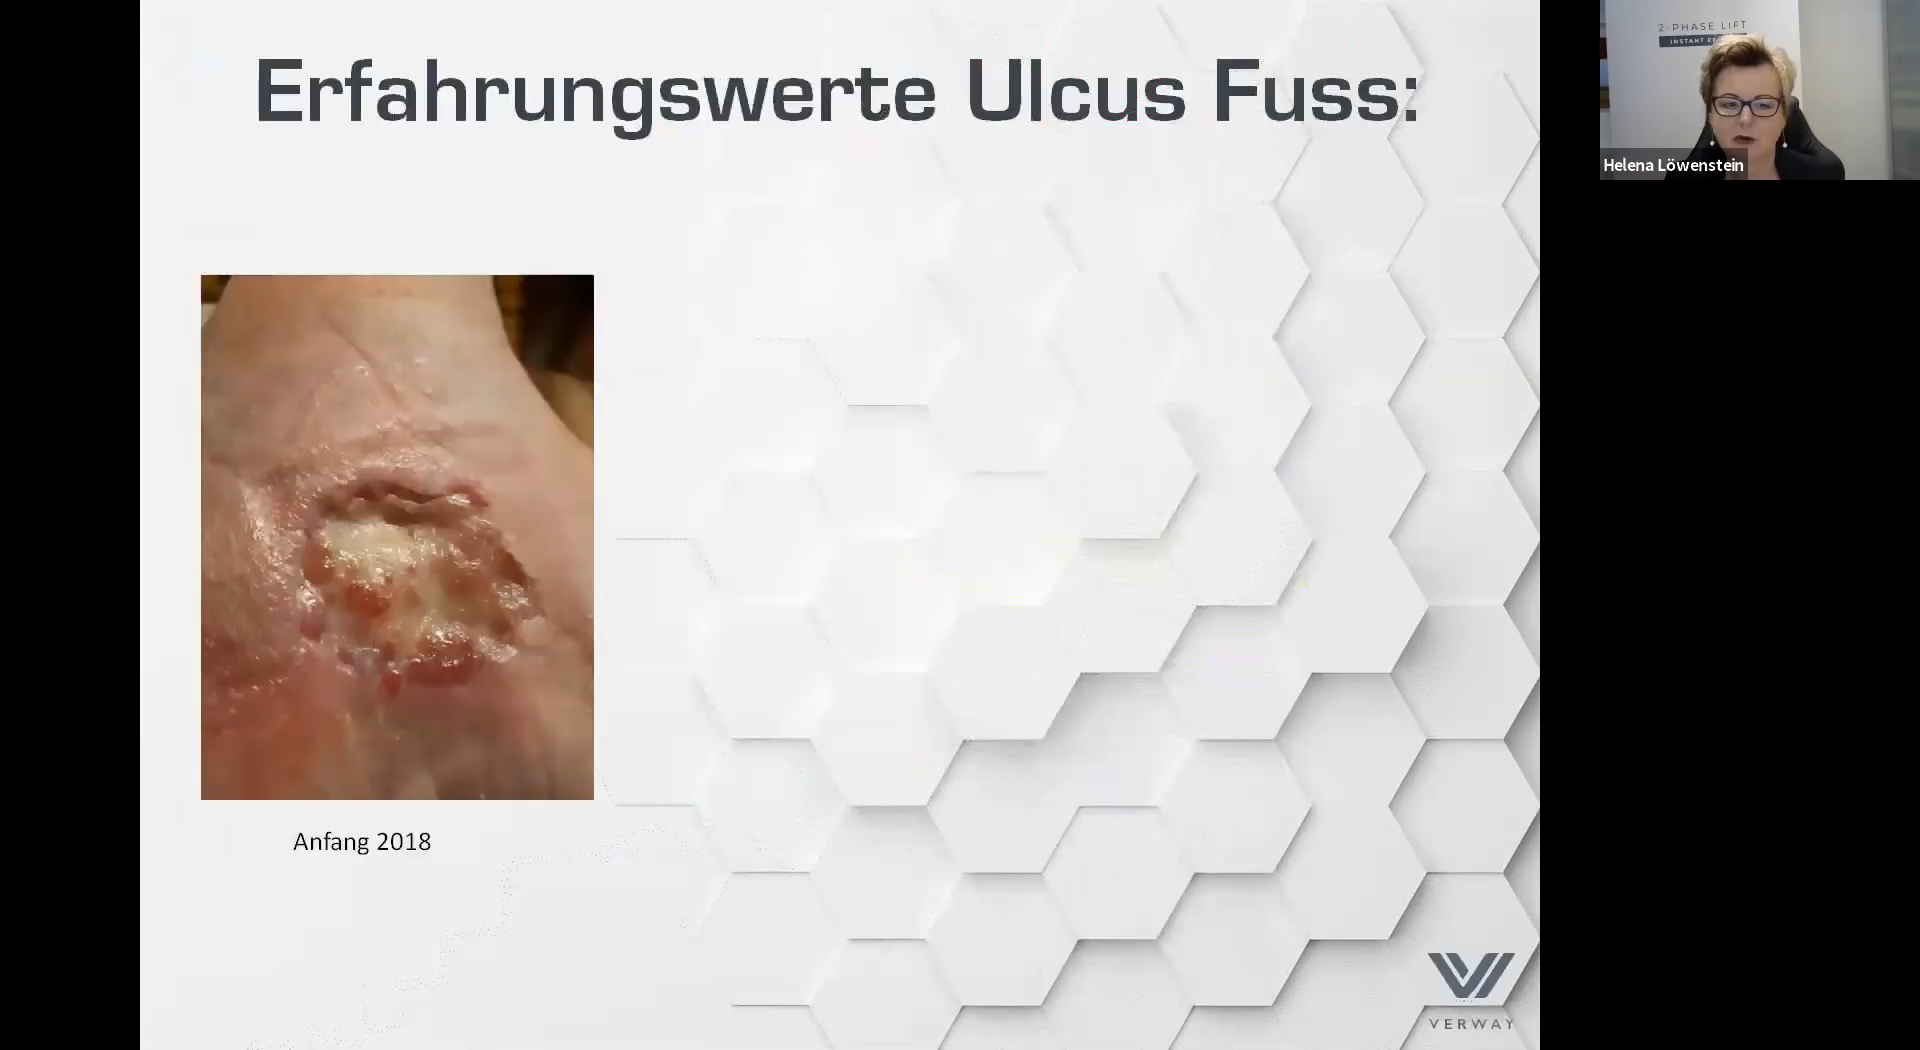 Erfahrungswerte Ulcus Fuss:
2-PHASE LIFT
Helena Löwenstein
Anfang 2018
VERWAY